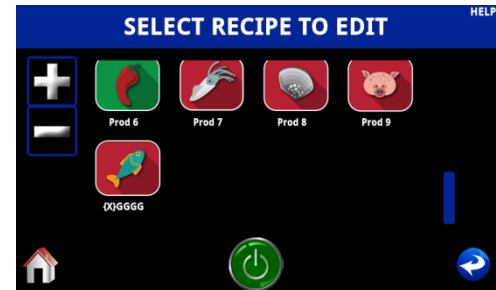 SELECT RECIPE TO EDIT
HELP
Prod 6 Prod 7 Prod 8 Prod 9
{X}GGGG